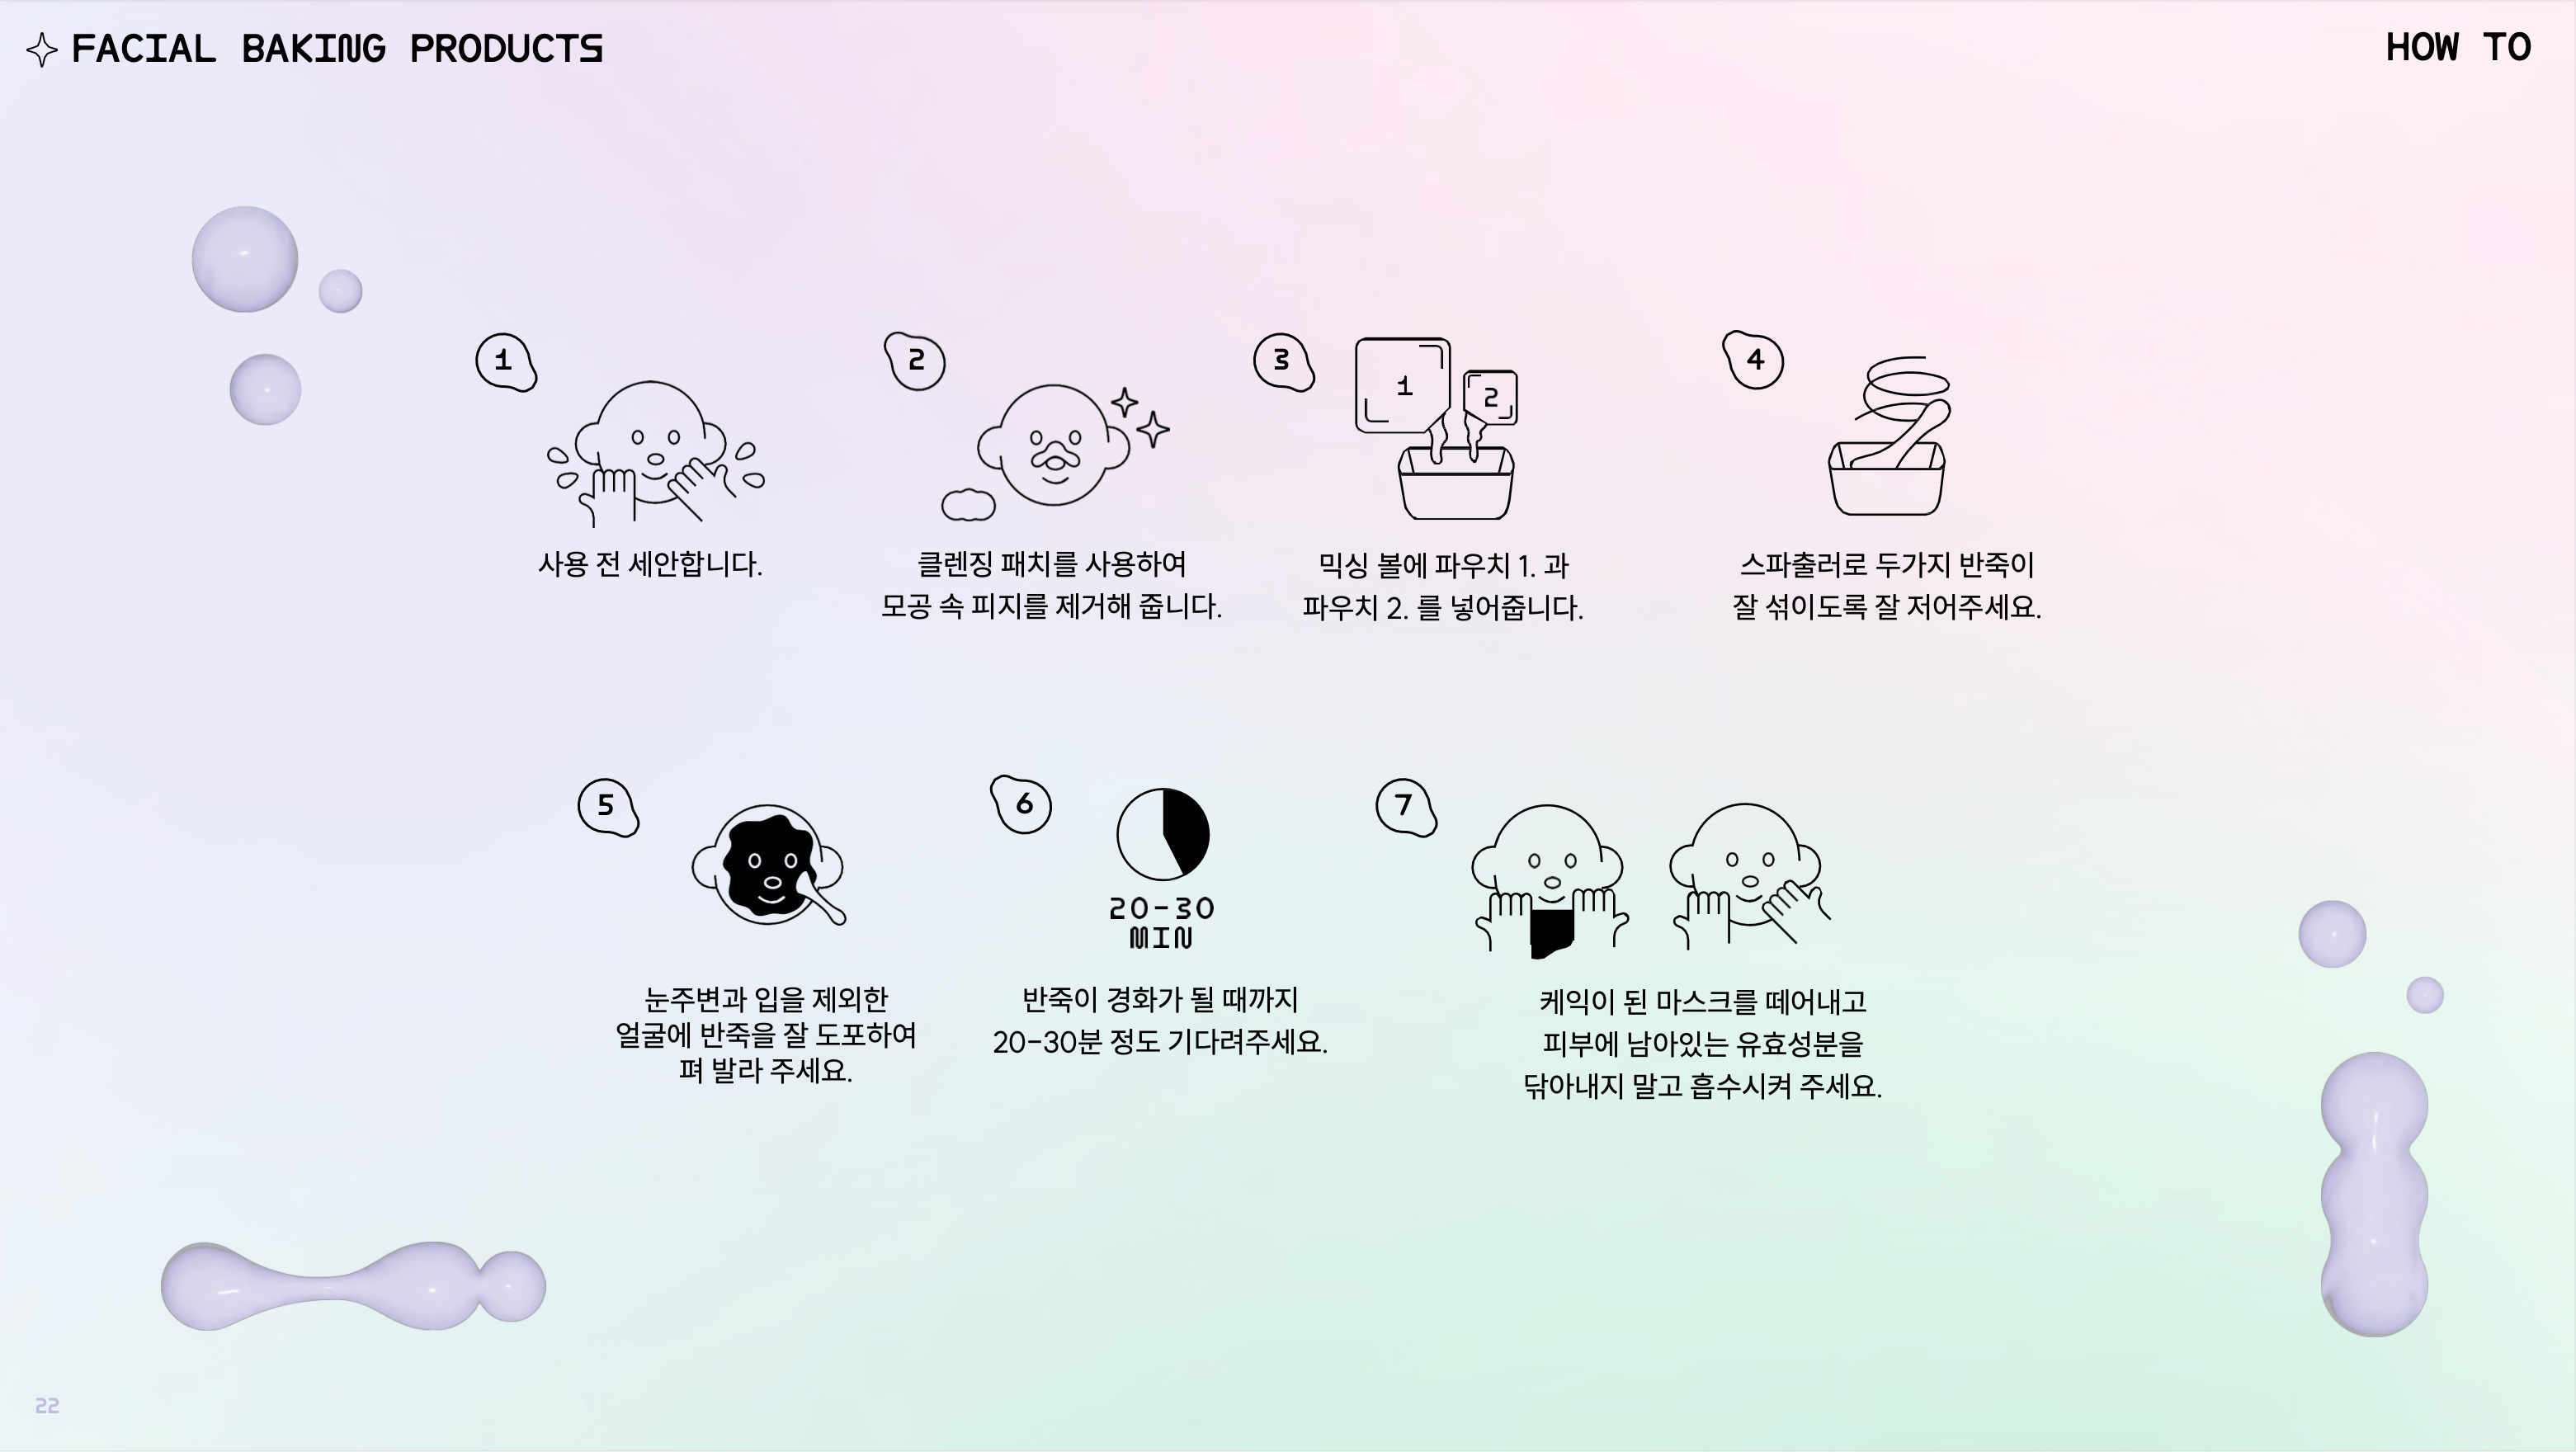 FACIAL BAKING PRODUCTS
HOW TO
1
사용 전 세안합니다.
2
클렌징 패치를 사용하여
모공 속 피지를 제거해 줍니다.
3
1
2
믹싱 볼에 파우치 1. 과
파우치 2. 를 넣어줍니다.
4
스파출러로 두가지 반죽이
잘 섞이도록 잘 저어주세요.
5
눈주변과 입을 제외한
얼굴에 반죽을 잘 도포하여
펴 발라 주세요.
6
20-30
MIN
반죽이 경화가 될 때까지
20-30분 정도 기다려주세요.
7
케익이 된 마스크를 떼어내고
피부에 남아있는 유효성분을
닦아내지 말고 흡수시켜 주세요.
22